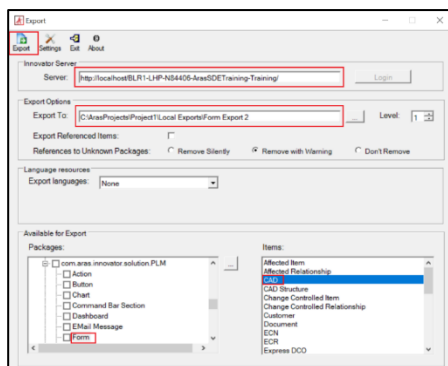 Export
Export Settings Exit About
Innovator Server
Server: http://localhost/BLR1-LHP-N84406-ArasSDETraining-Training/ Login
Export Options
Export To: C:\ArasProjects\Project1\Local Exports\Form Export 2 ... Level: 1
Export Referenced Items:
References to Unknown Packages: Remove Silently Remove with Warning Don't Remove
Language resources
Export languages: None
Available for Export
Packages: Items:
com.aras.innovator.solution.PLM ... Affected Item
Action Affected Relationship
Button CAD
Chart CAD Structure
Command Bar Section Change Controlled Item
Dashboard Change Controlled Relationship
EMail Message Customer
Form Document
ECN
ECR
Express DCO